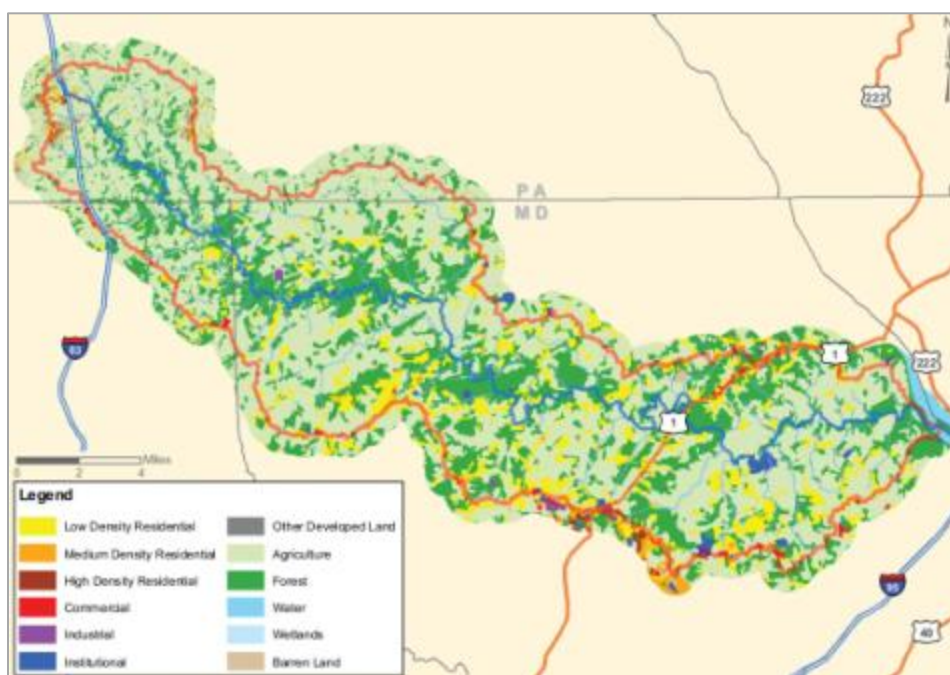 N
222
PA
MD
83
1
222
1
0 2 4 Miles
95
40
Legend
Low Density Residential
Medium Density Residential
High Density Residential
Commercial
Industrial
Institutional
Other Developed Land
Agriculture
Forest
Water
Wetlands
Barren Land